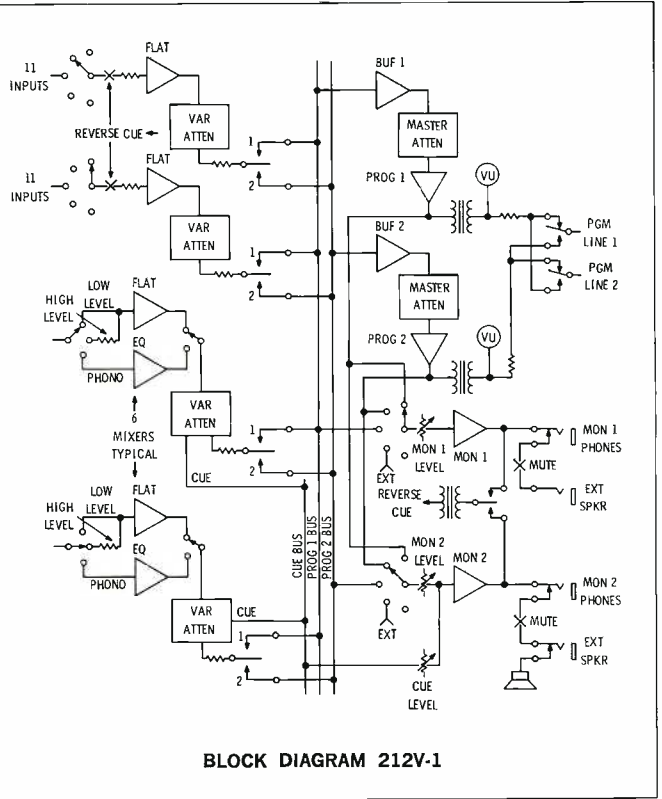 FLAT
11
INPUTS
VAR
ATTEN
REVERSE CUE
1
2
FLAT
11
INPUTS
VAR
ATTEN
1
2
BUF 1
MASTER
ATTEN
PROG 1
VU
PGM
LINE 1
PGM
LINE 2
BUF 2
MASTER
ATTEN
PROG 2
VU
FLAT
LOW
LEVEL
HIGH
LEVEL
EQ
PHONO
VAR
ATTEN
6
MIXERS
TYPICAL
CUE
1
2
FLAT
LOW
LEVEL
HIGH
LEVEL
EQ
PHONO
VAR
ATTEN
CUE
1
2
CUE BUS
PROG 1 BUS
PROG 2 BUS
EXT
MON 1
LEVEL
MON 1
MON 1
PHONES
MUTE
EXT
SPKR
REVERSE
CUE
MON 2
LEVEL
MON 2
MON 2
PHONES
EXT
MUTE
EXT
SPKR
CUE
LEVEL
BLOCK DIAGRAM 212V-1